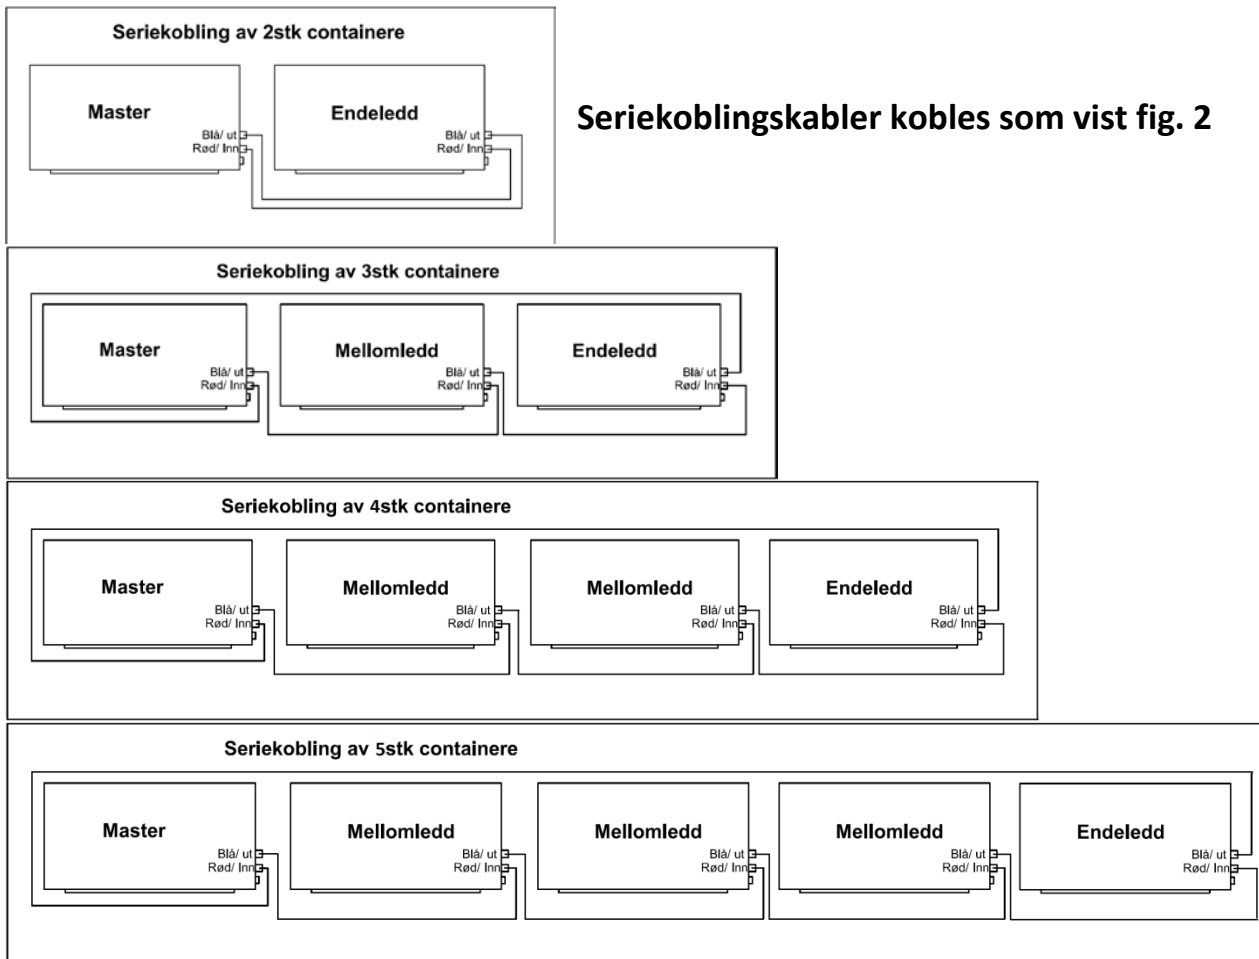 Seriekobling av 2stk containere
Master
Endeledd
Blå/ ut
Rød/ Inn
Blå/ ut
Rød/ Inn
Seriekoblingskabler kobles som vist fig. 2
Seriekobling av 3stk containere
Master
Mellomledd
Endeledd
Blå/ ut
Rød/ Inn
Blå/ ut
Rød/ Inn
Blå/ ut
Rød/ Inn
Seriekobling av 4stk containere
Master
Mellomledd
Mellomledd
Endeledd
Blå/ ut
Rød/ Inn
Blå/ ut
Rød/ Inn
Blå/ ut
Rød/ Inn
Blå/ ut
Rød/ Inn
Seriekobling av 5stk containere
Master
Mellomledd
Mellomledd
Mellomledd
Endeledd
Blå/ ut
Rød/ Inn
Blå/ ut
Rød/ Inn
Blå/ ut
Rød/ Inn
Blå/ ut
Rød/ Inn
Blå/ ut
Rød/ Inn